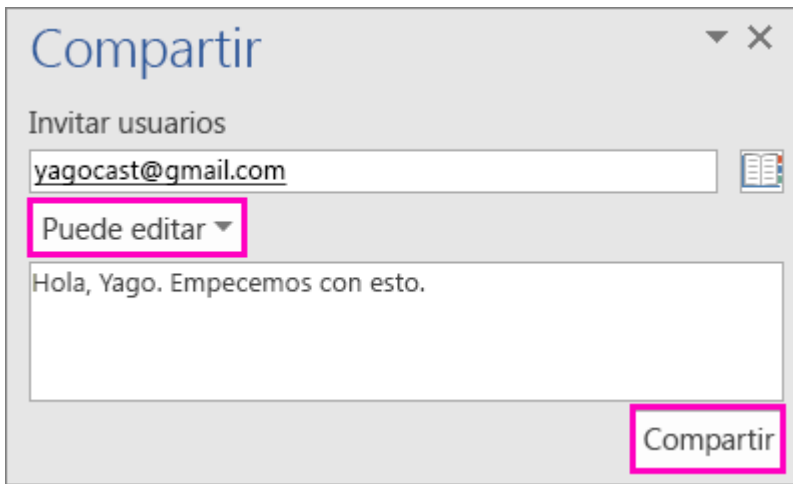 Compartir
Invitar usuarios
yagocast@gmail.com
Puede editar
Hola, Yago. Empecemos con esto.
Compartir